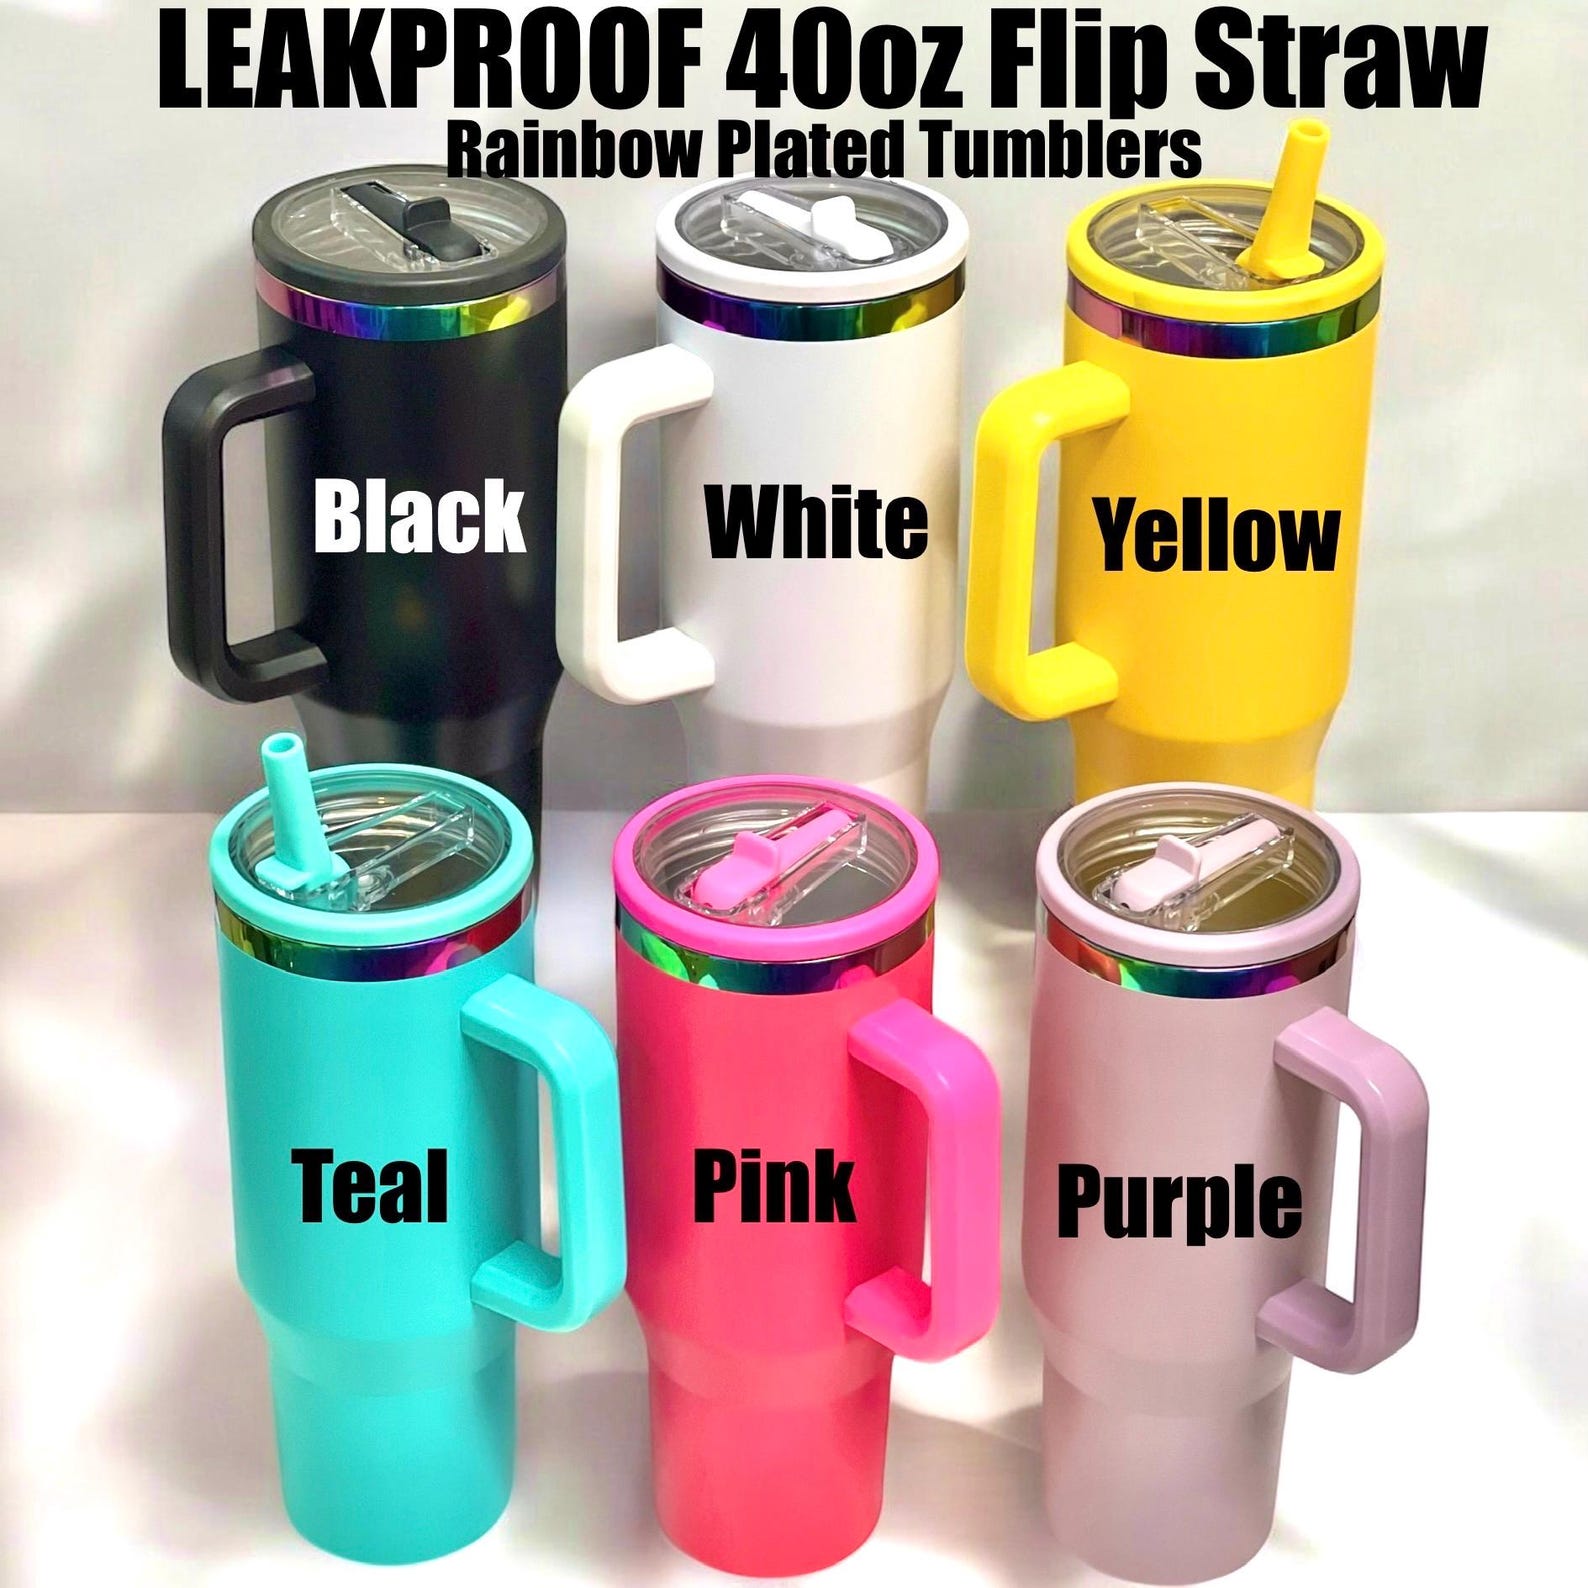 LEAKPROOF 40oz Flip Straw
Rainbow Plated Tumblers
Black
White
Yellow
Teal
Pink
Purple